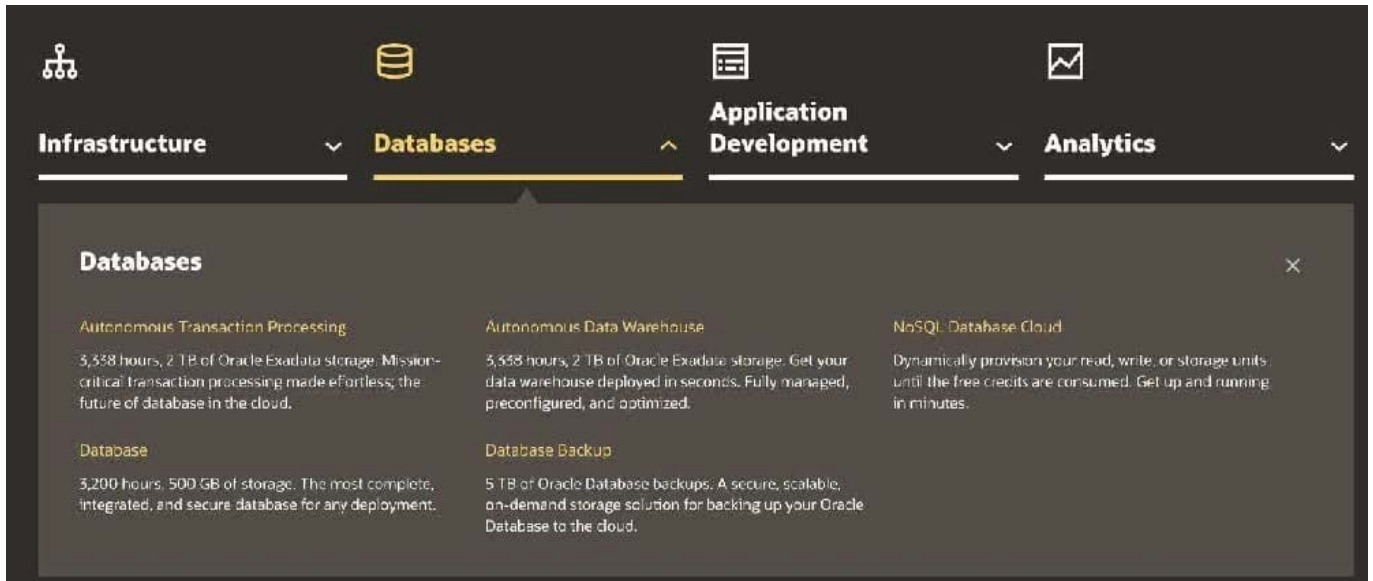 Infrastructure
Databases
Application
Development
Analytics
Databases
Autonomous Transaction Processing
3,338 hours, 2 TB of Oracle Exadata storage. Mission-
critical transaction processing made effortless; the
future of database in the cloud.
Autonomous Data Warehouse
3,338 hours, 2 TB of Oracle Exadata storage. Get your
data warehouse deployed in seconds. Fully managed,
preconfigured, and optimized.
NoSQL Database Cloud
Dynamically provision your read, write, or storage units
until the free credits are consumed. Get up and running
in minutes.
Database
3,200 hours, 500 GB of storage. The most complete,
integrated, and secure database for any deployment.
Database Backup
5 TB of Oracle Database backups. A secure, scalable,
on-demand storage solution for backing up your Oracle
Database to the cloud.